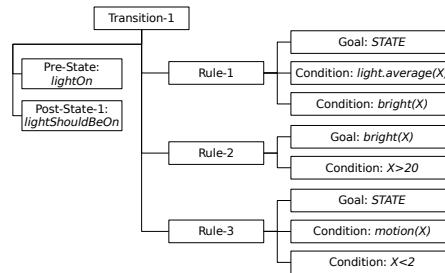 Transition-1
Pre-State:
lightOn
Post-State-1:
lightShouldBeOn
Rule-1
Goal: STATE
Condition: light.average(X)
Condition: bright(X)
Rule-2
Goal: bright(X)
Condition: X>20
Rule-3
Goal: STATE
Condition: motion(X)
Condition: X<2